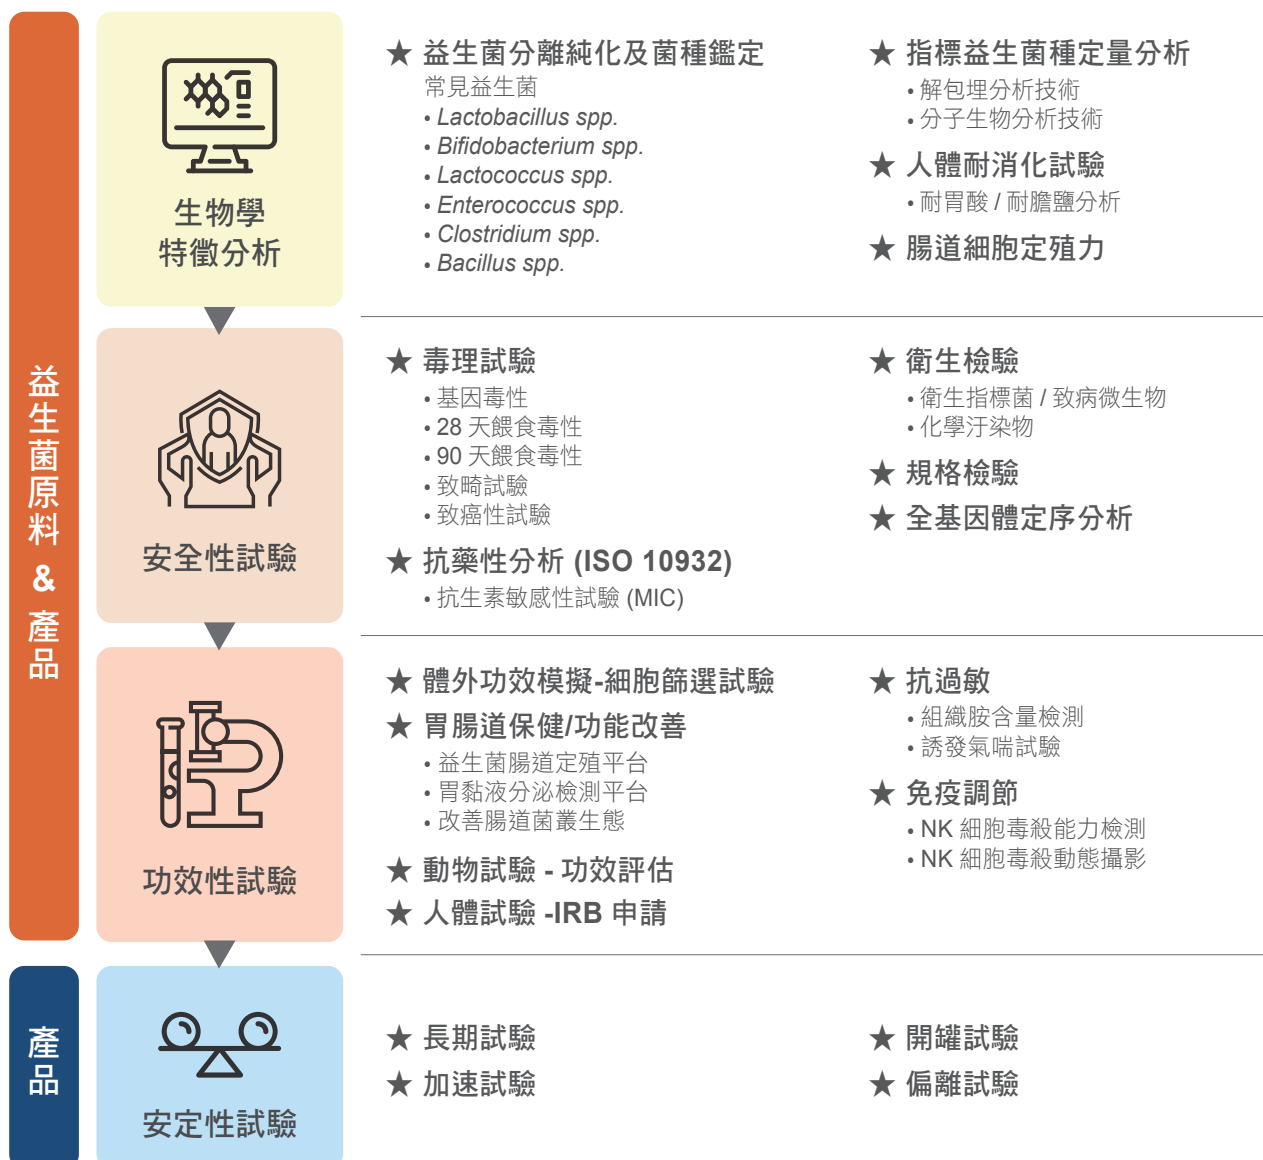 益生菌原料 & 產品
生物學
特徵分析
★ 益生菌分離純化及菌種鑑定
常見益生菌
• Lactobacillus spp.
• Bifidobacterium spp.
• Lactococcus spp.
• Enterococcus spp.
• Clostridium spp.
• Bacillus spp.
★ 指標益生菌種定量分析
• 解包埋分析技術
• 分子生物分析技術
★ 人體耐消化試驗
• 耐胃酸 / 耐膽鹽分析
★ 腸道細胞定殖力
安全性試驗
★ 毒理試驗
• 基因毒性
• 28 天餵食毒性
• 90 天餵食毒性
• 致畸試驗
• 致癌性試驗
★ 抗藥性分析 (ISO 10932)
• 抗生素敏感性試驗 (MIC)
★ 衛生檢驗
• 衛生指標菌 / 致病微生物
• 化學汙染物
★ 規格檢驗
★ 全基因體定序分析
功效性試驗
★ 體外功效模擬-細胞篩選試驗
★ 胃腸道保健/功能改善
• 益生菌腸道定殖平台
• 胃黏液分泌檢測平台
• 改善腸道菌叢生態
★ 動物試驗 - 功效評估
★ 人體試驗 -IRB 申請
★ 抗過敏
• 組織胺含量檢測
• 誘發氣喘試驗
★ 免疫調節
• NK 細胞毒殺能力檢測
• NK 細胞毒殺動態攝影
產品
安定性試驗
★ 長期試驗
★ 加速試驗
★ 開罐試驗
★ 偏離試驗